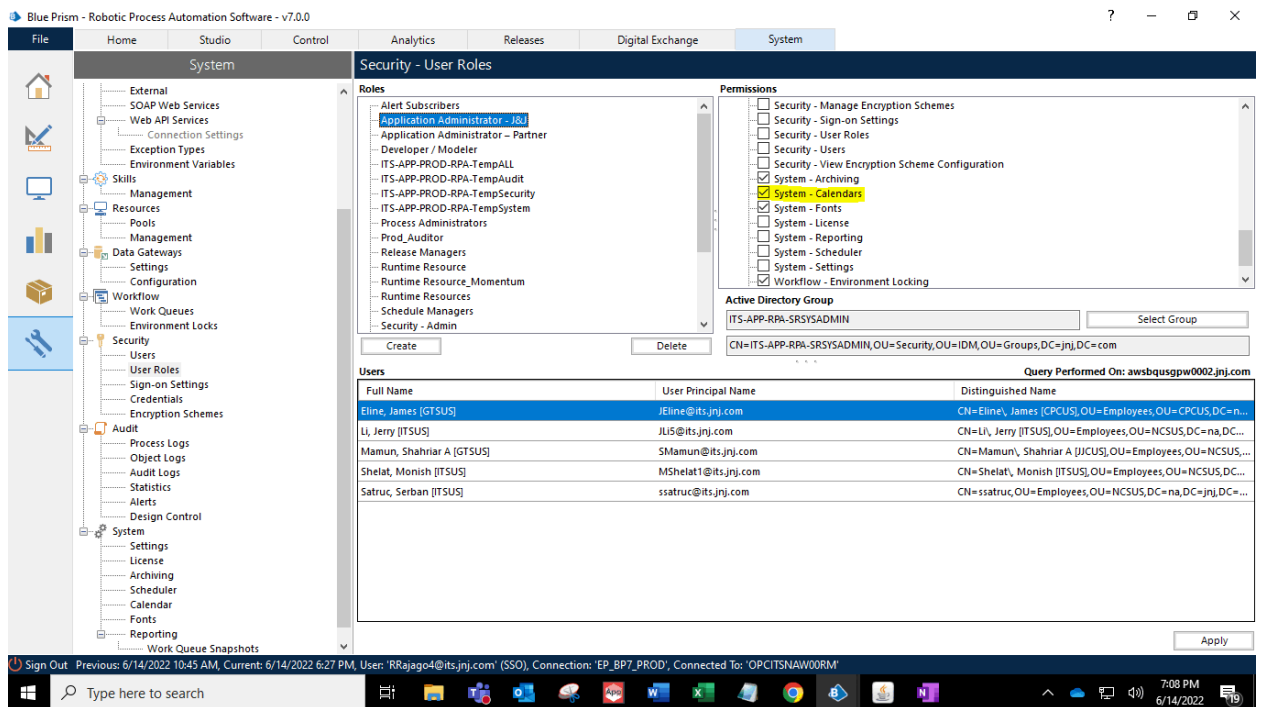 Blue Prism - Robotic Process Automation Software - v7.0.0
?
File Home Studio Control Analytics Releases Digital Exchange System
System
External
SOAP Web Services
Web API Services
Connection Settings
Exception Types
Environment Variables
Skills
Management
Resources
Pools
Management
Data Gateways
Settings
Configuration
Workflow
Work Queues
Environment Locks
Security
Users
User Roles
Sign-on Settings
Credentials
Encryption Schemes
Audit
Process Logs
Object Logs
Audit Logs
Statistics
Alerts
Design Control
System
Settings
License
Archiving
Scheduler
Calendar
Fonts
Reporting
Work Queue Snapshots
Security - User Roles
Roles
Alert Subscribers
Application Administrator - J&J
Application Administrator – Partner
Developer / Modeler
ITS-APP-PROD-RPA-TempALL
ITS-APP-PROD-RPA-TempAudit
ITS-APP-PROD-RPA-TempSecurity
ITS-APP-PROD-RPA-TempSystem
Process Administrators
Prod_Auditor
Release Managers
Runtime Resource
Runtime Resource_Momentum
Runtime Resources
Schedule Managers
Security - Admin
Create Delete
Permissions
Security - Manage Encryption Schemes
Security - Sign-on Settings
Security - User Roles
Security - Users
Security - View Encryption Scheme Configuration
System - Archiving
System - Calendars
System - Fonts
System - License
System - Reporting
System - Scheduler
System - Settings
Workflow - Environment Locking
Active Directory Group
ITS-APP-RPA-SRSYSADMIN Select Group
CN=ITS-APP-RPA-SRSYSADMIN,OU=Security,OU=IDM,OU=Groups,DC=jnj,DC=com
Users Query Performed On: awsbqusgpw0002.jnj.com
Full Name User Principal Name Distinguished Name
Eline, James [GTSUS] JEline@its.jnj.com CN=Eline\, James [CPCUS],OU=Employees,OU=CPCUS,DC=n...
Li, Jerry [ITSUS] JLi5@its.jnj.com CN=Li\, Jerry [ITSUS],OU=Employees,OU=NCSUS,DC=na,DC...
Mamun, Shahriar A [GTSUS] SMamun@its.jnj.com CN=Mamun\, Shahriar A [JJCUS],OU=Employees,OU=NCSUS,...
Shelat, Monish [ITSUS] MShelat1@its.jnj.com CN=Shelat\, Monish [ITSUS],OU=Employees,OU=NCSUS,DC...
Satruc, Serban [ITSUS] ssatruc@its.jnj.com CN=ssatruc,OU=Employees,OU=NCSUS,DC=na,DC=jnj,DC=...
Apply
Sign Out Previous: 6/14/2022 10:45 AM, Current: 6/14/2022 6:27 PM, User: 'RRajago4@its.jnj.com' (SSO), Connection: 'EP_BP7_PROD', Connected To: 'OPCITSNAW00RM'
Type here to search
App
7:08 PM
6/14/2022
19